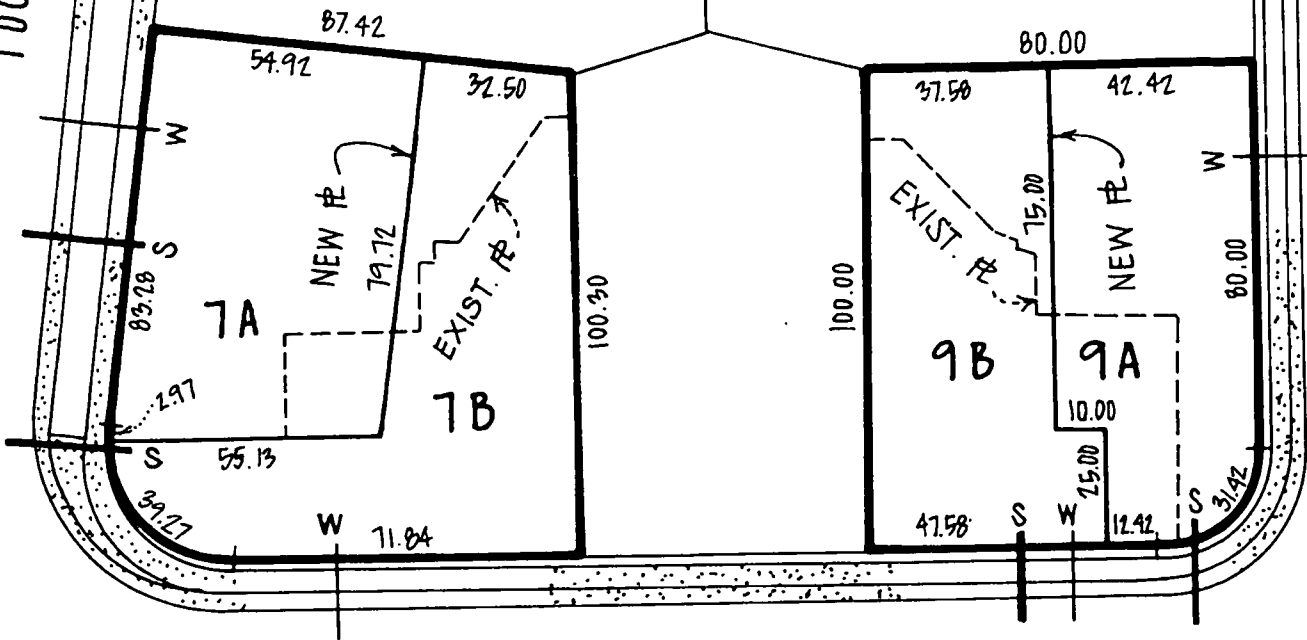 87.42
54.92
32.50
W
S
83.28
7A
NEW ℄
79.72
EXIST. ℄
7B
100.30
2.97
S
55.13
39.27
W
71.84
80.00
37.58
42.42
W
EXIST. ℄
75.00
NEW ℄
100.00
80.00
9B
9A
10.00
25.00
47.58
S
W
12.42
S
31.42